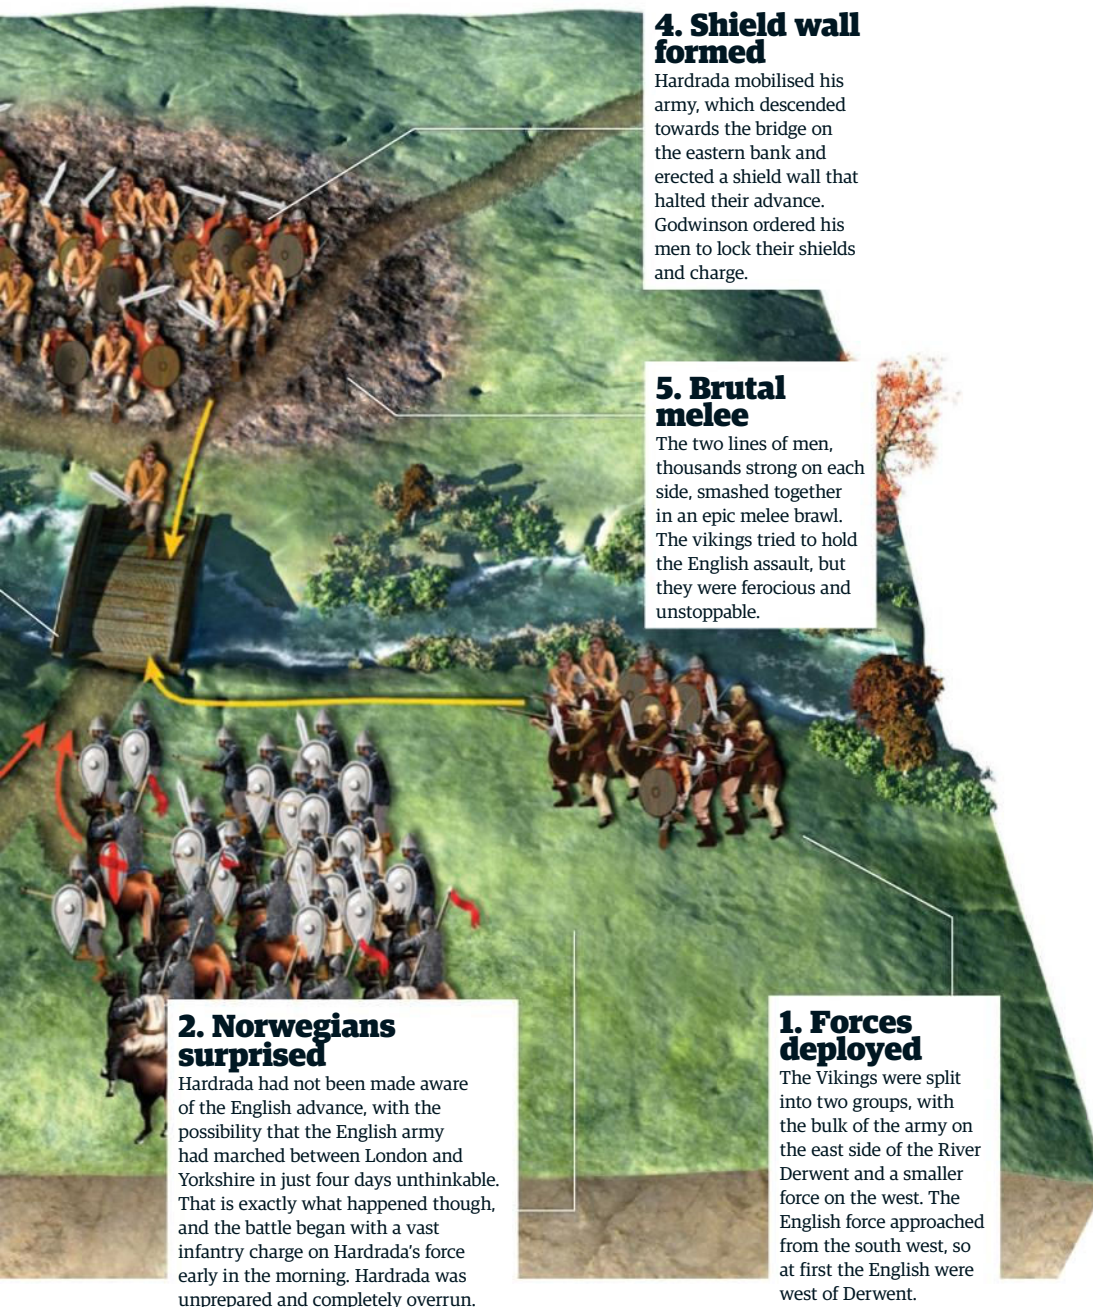 4. Shield wall
formed
Hardrada mobilised his
army, which descended
towards the bridge on
the eastern bank and
erected a shield wall that
halted their advance.
Godwinson ordered his
men to lock their shields
and charge.
5. Brutal
melee
The two lines of men,
thousands strong on each
side, smashed together
in an epic melee brawl.
The vikings tried to hold
the English assault, but
they were ferocious and
unstoppable.
2. Norwegians
surprised
Hardrada had not been made aware
of the English advance, with the
possibility that the English army
had marched between London and
Yorkshire in just four days unthinkable.
That is exactly what happened though,
and the battle began with a vast
infantry charge on Hardrada's force
early in the morning. Hardrada was
unprepared and completely overrun.
1. Forces
deployed
The Vikings were split
into two groups, with
the bulk of the army on
the east side of the River
Derwent and a smaller
force on the west. The
English force approached
from the south west, so
at first the English were
west of Derwent.